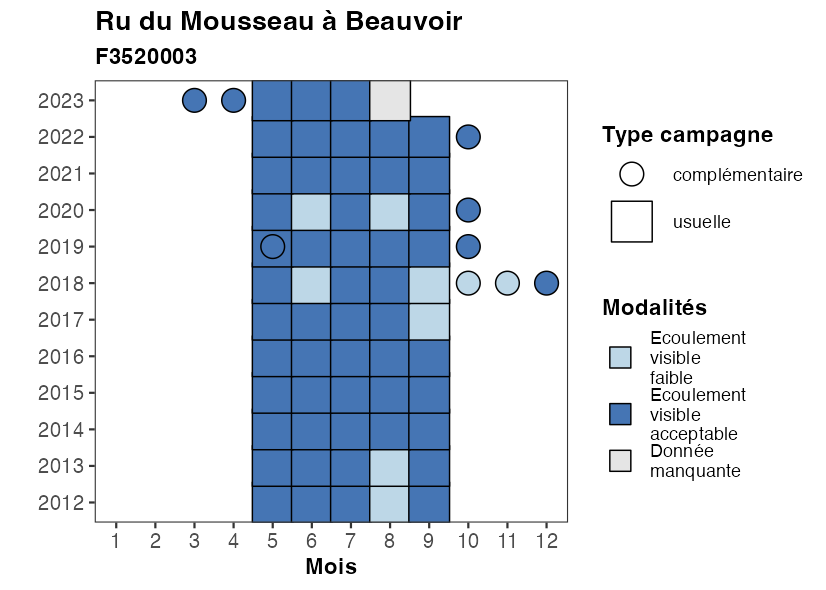 Ru du Mousseau à Beauvoir
F3520003
2023
2022
2021
2020
2019
2018
2017
2016
2015
2014
2013
2012
1 2 3 4 5 6 7 8 9 10 11 12
Mois
Type campagne
complémentaire
usuelle
Modalités
Ecoulement
visible
faible
Ecoulement
visible
acceptable
Donnée
manquante